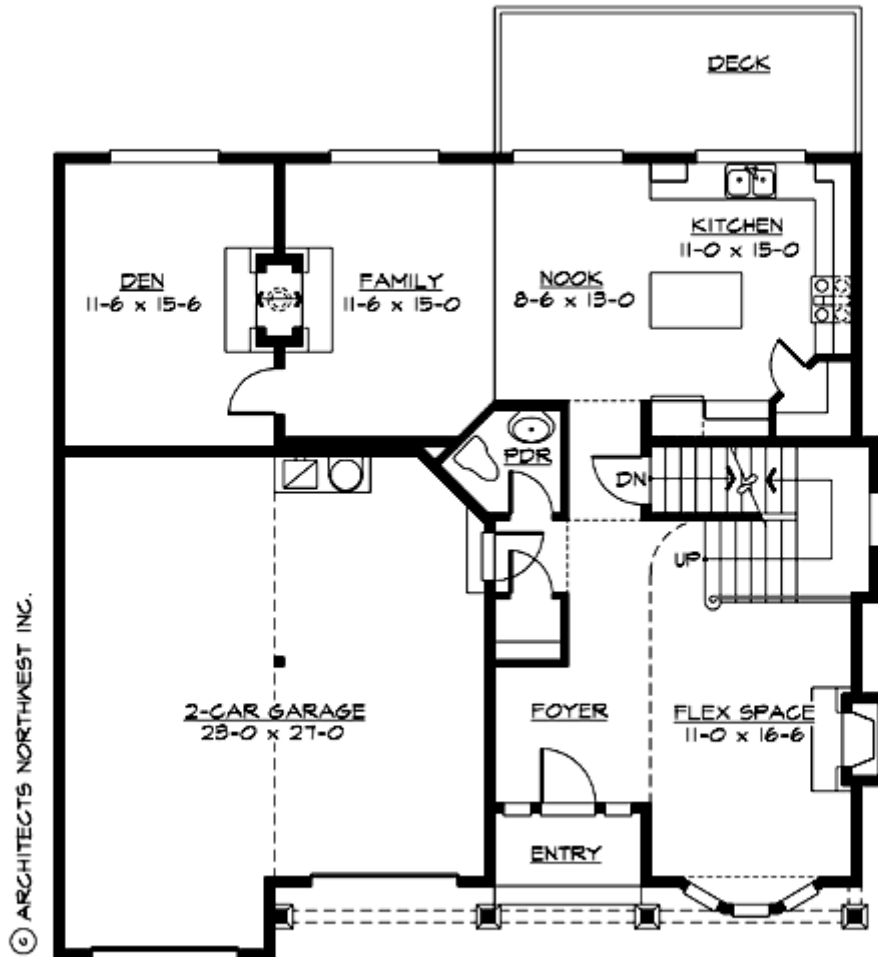 DECK
KITCHEN
11-0 x 15-0
DEN
11-6 x 15-6
FAMILY
11-6 x 15-0
NOOK
8-6 x 13-0
PDR
DN
UP
2-CAR GARAGE
23-0 x 27-0
FOYER
FLEX SPACE
11-0 x 16-6
ENTRY
© ARCHITECTS NORTHWEST INC.